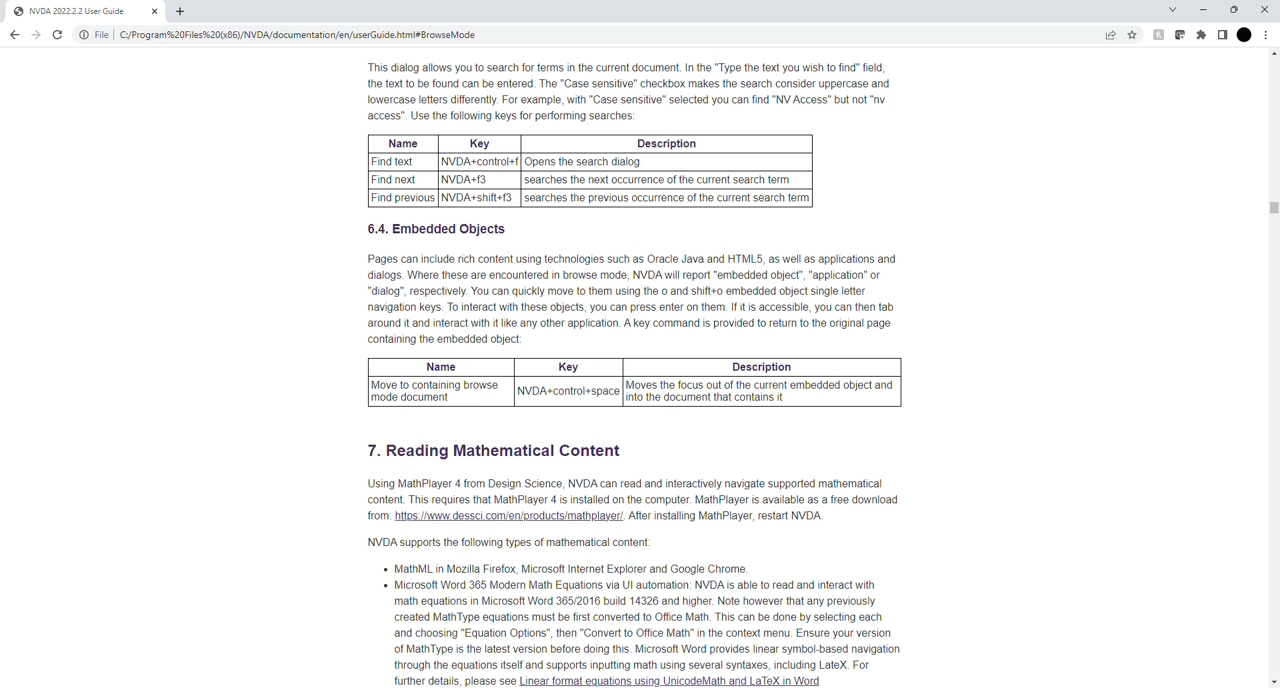 NVDA 2022.2.2 User Guide
File | C:/Program%20Files%20(x86)/NVDA/documentation/en/userGuide.html#BrowseMode
This dialog allows you to search for terms in the current document. In the "Type the text you wish to find" field,
the text to be found can be entered. The "Case sensitive" checkbox makes the search consider uppercase and
lowercase letters differently. For example, with "Case sensitive" selected you can find "NV Access" but not "nv
access". Use the following keys for performing searches:
Name Key Description
Find text NVDA+control+f Opens the search dialog
Find next NVDA+f3 searches the next occurrence of the current search term
Find previous NVDA+shift+f3 searches the previous occurrence of the current search term
6.4. Embedded Objects
Pages can include rich content using technologies such as Oracle Java and HTML5, as well as applications and
dialogs. Where these are encountered in browse mode, NVDA will report "embedded object", "application" or
"dialog", respectively. You can quickly move to them using the o and shift+o embedded object single letter
navigation keys. To interact with these objects, you can press enter on them. If it is accessible, you can then tab
around it and interact with it like any other application. A key command is provided to return to the original page
containing the embedded object:
Name Key Description
Move to containing browse
mode document
NVDA+control+space
Moves the focus out of the current embedded object and
into the document that contains it
7. Reading Mathematical Content
Using MathPlayer 4 from Design Science, NVDA can read and interactively navigate supported mathematical
content. This requires that MathPlayer 4 is installed on the computer. MathPlayer is available as a free download
from: https://www.dessci.com/en/products/mathplayer/. After installing MathPlayer, restart NVDA.
NVDA supports the following types of mathematical content:
• MathML in Mozilla Firefox, Microsoft Internet Explorer and Google Chrome.
• Microsoft Word 365 Modern Math Equations via UI automation: NVDA is able to read and interact with
math equations in Microsoft Word 365/2016 build 14326 and higher. Note however that any previously
created MathType equations must be first converted to Office Math. This can be done by selecting each
and choosing "Equation Options", then "Convert to Office Math" in the context menu. Ensure your version
of MathType is the latest version before doing this. Microsoft Word provides linear symbol-based navigation
through the equations itself and supports inputting math using several syntaxes, including LateX. For
further details, please see Linear format equations using UnicodeMath and LaTeX in Word